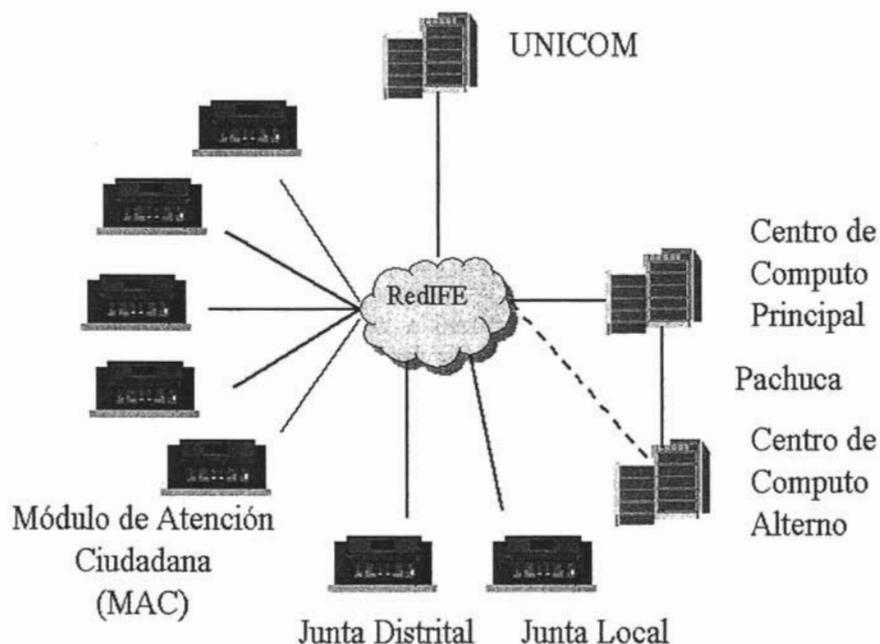 UNICOM
RedIFE
Centro de
Computo
Principal
Pachuca
Centro de
Computo
Alterno
Módulo de Atención
Ciudadana
(MAC)
Junta Distrital
Junta Local